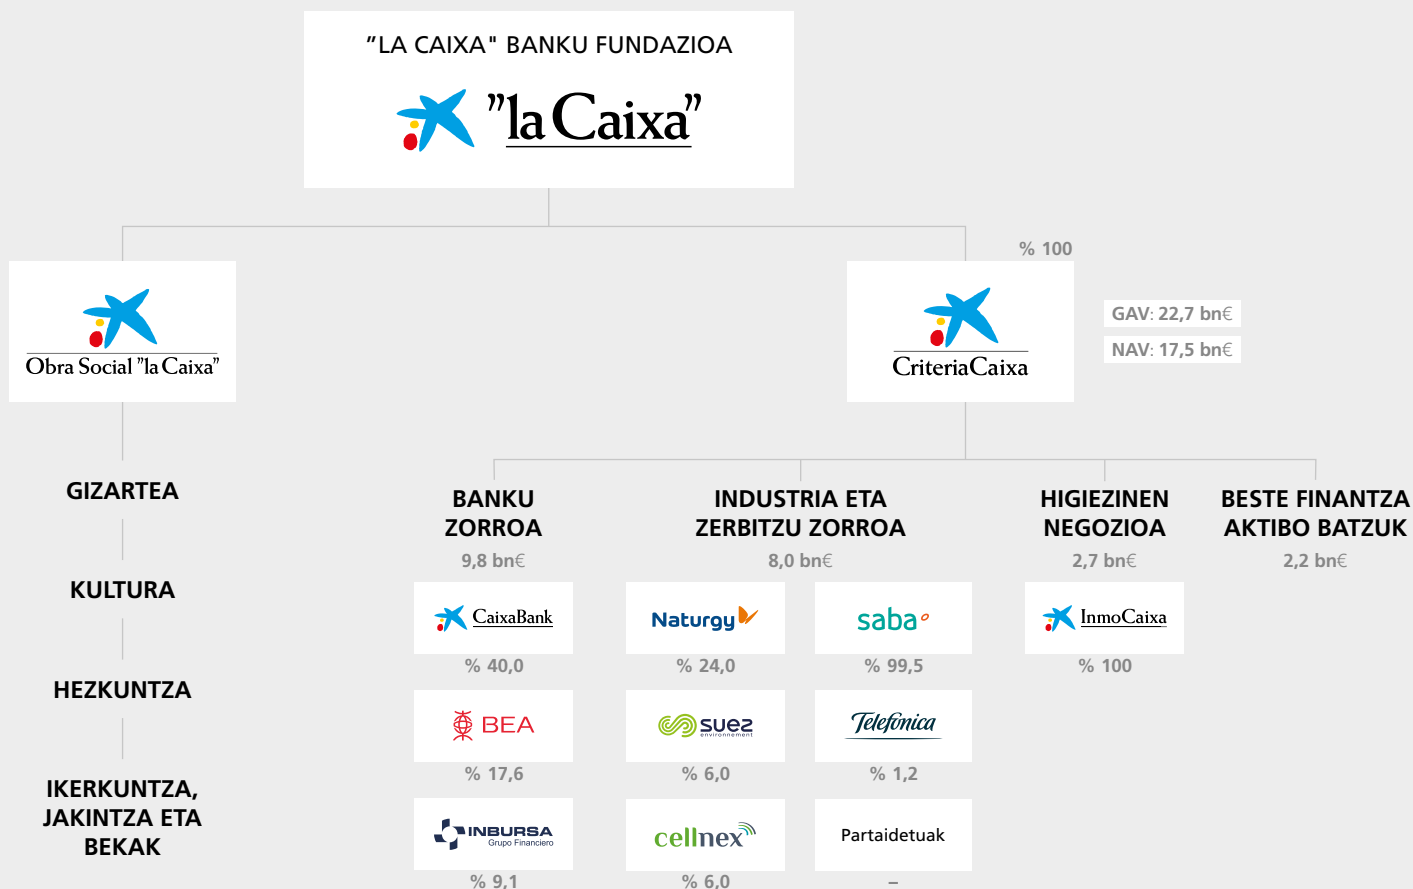 ”LA CAIXA" BANKU FUNDAZIOA
”la Caixa”
% 100
Obra Social ”la Caixa”
CriteriaCaixa
GAV: 22,7 bn€
NAV: 17,5 bn€
GIZARTEA
KULTURA
HEZKUNTZA
IKERKUNTZA,
JAKINTZA ETA
BEKAK
BANKU
ZORROA
9,8 bn€
CaixaBank
% 40,0
BEA
% 17,6
INBURSA
Grupo Financiero
% 9,1
INDUSTRIA ETA
ZERBITZU ZORROA
8,0 bn€
Naturgy
% 24,0
saba
% 99,5
suez
environnement
% 6,0
Telefónica
% 1,2
cellnex
% 6,0
Partaidetuak
–
HIGIEZINEN
NEGOZIOA
2,7 bn€
InmoCaixa
% 100
BESTE FINANTZA
AKTIBO BATZUK
2,2 bn€